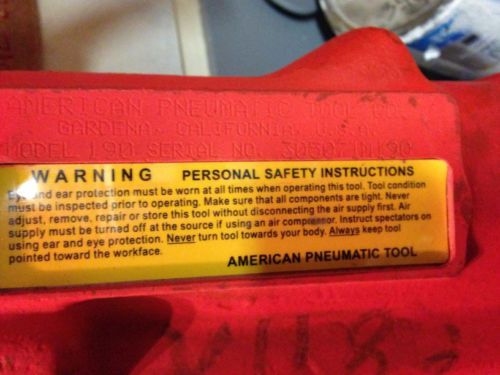 AMERICAN PNEUMATIC TOOL CO.
GARDENA, CALIFORNIA, U.S.A.
MODEL 190 SERIAL NO.
WARNING PERSONAL SAFETY INSTRUCTIONS
Eye and ear protection must be worn at all times when operating this tool. Tool condition
must be inspected prior to operating. Make sure that all components are tight. Never
adjust, remove, repair or store this tool without disconnecting the air supply first. Air
supply must be turned off at the source if using an air compressor. Instruct spectators on
using ear and eye protection. Never turn tool towards your body. Always keep tool
pointed toward the workface.
AMERICAN PNEUMATIC TOOL